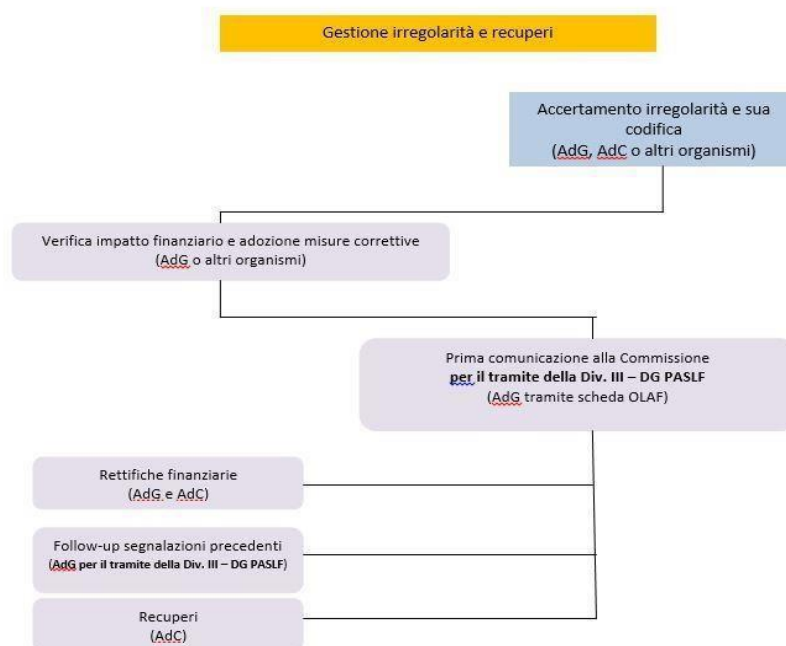 Gestione irregolarità e recuperi
Accertamento irregolarità e sua
codifica
(AdG, AdC o altri organismi)
Verifica impatto finanziario e adozione misure correttive
(AdG o altri organismi)
Prima comunicazione alla Commissione
per il tramite della Div. III – DG PASLF
(AdG tramite scheda OLAF)
Rettifiche finanziarie
(AdG e AdC)
Follow-up segnalazioni precedenti
(AdG per il tramite della Div. III – DG PASLF)
Recuperi
(AdC)